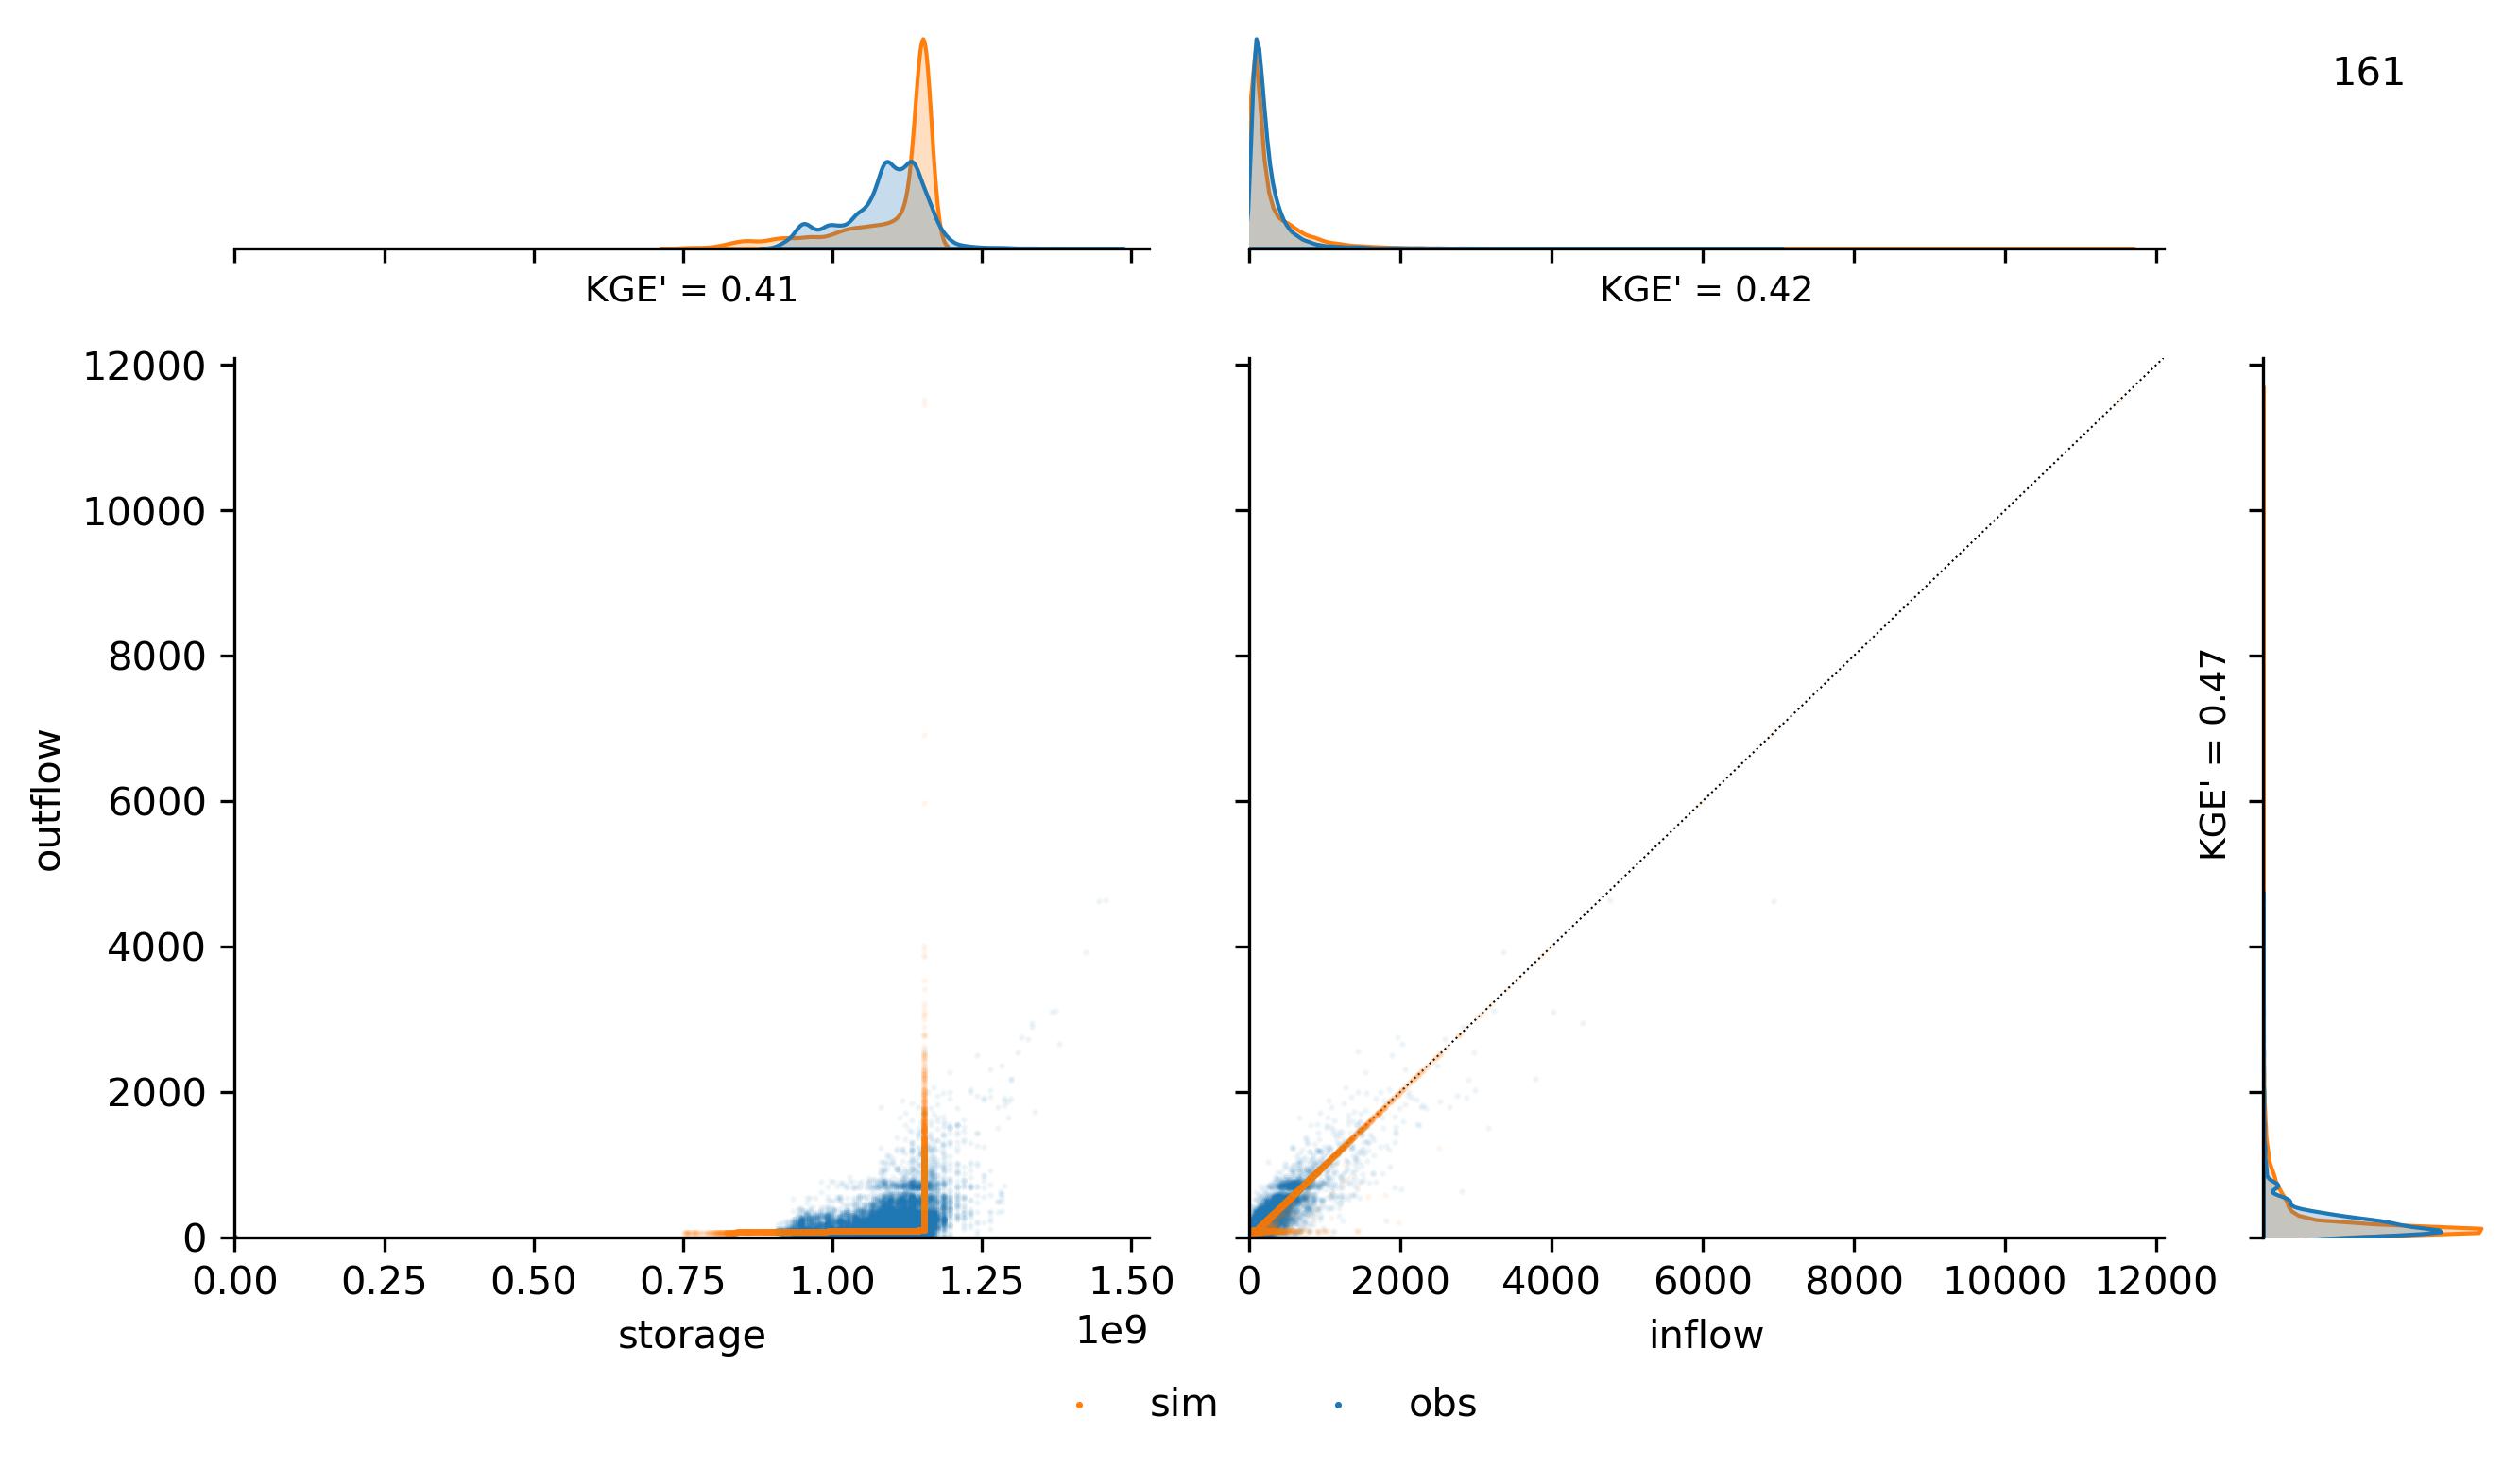 161
KGE' = 0.41
KGE' = 0.42
12000
10000
8000
6000
4000
2000
0
outflow
KGE' = 0.47
0.00 0.25 0.50 0.75 1.00 1.25 1.50
1e9
storage
0 2000 4000 6000 8000 10000 12000
inflow
sim obs